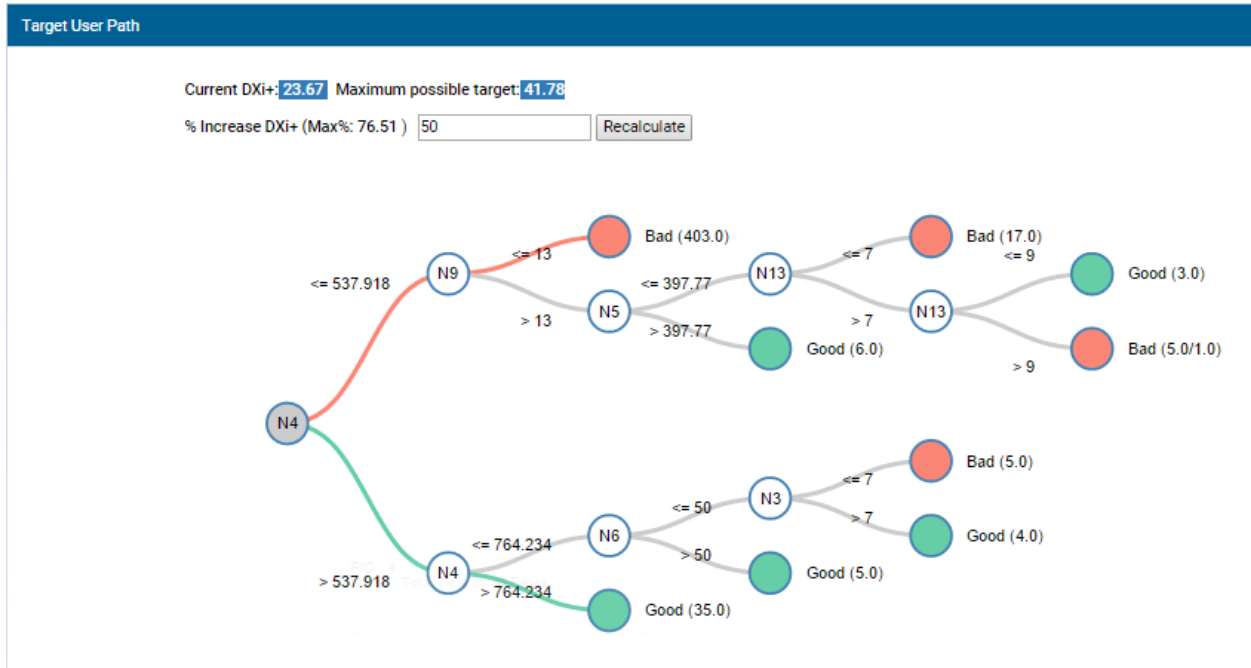 Target User Path
Current DXi+: 23.67 Maximum possible target: 41.78
% Increase DXi+ (Max%: 76.51 ) 50 Recalculate
Bad (403.0)
Bad (17.0)
<= 13
<= 7
<= 9
N9
N13
Good (3.0)
<= 537.918
<= 397.77
> 13
N5
> 7
N13
> 397.77
Good (6.0)
Bad (5.0/1.0)
> 9
N4
Bad (5.0)
<= 7
N3
<= 50
> 7
N6
Good (4.0)
<= 764.234
> 50
N4
Good (5.0)
> 537.918
> 764.234
Good (35.0)